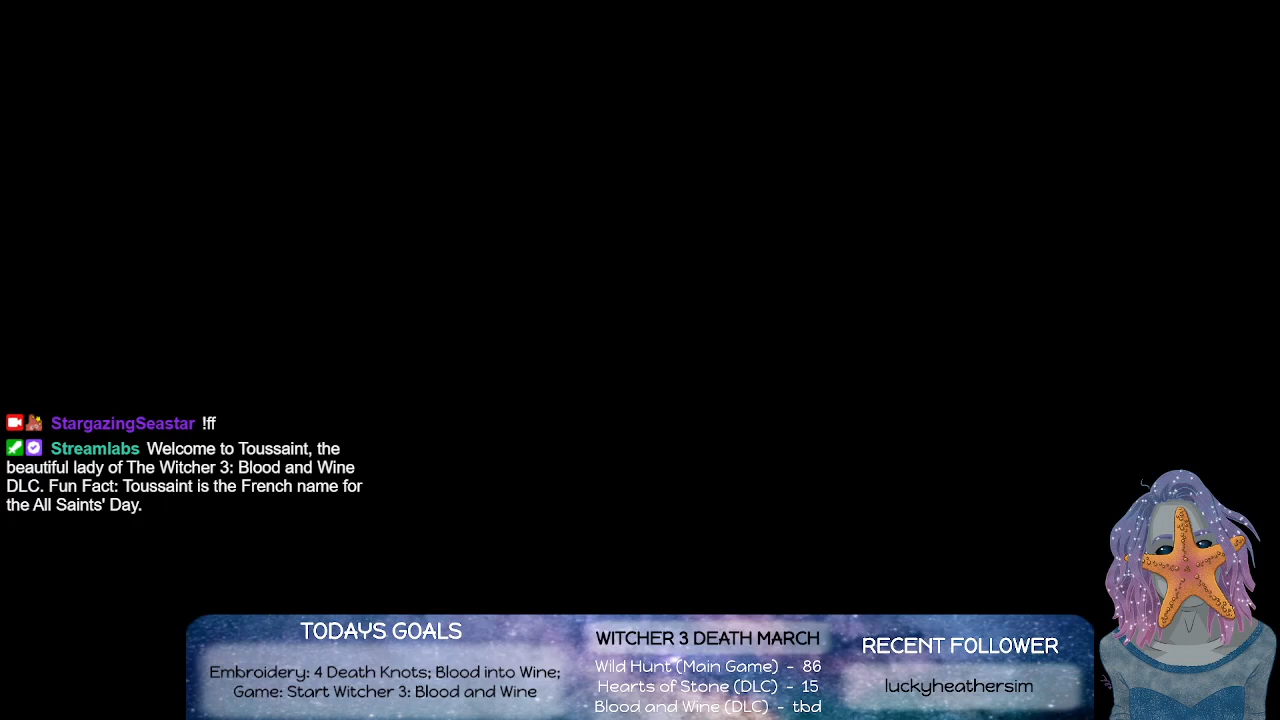 StargazingSeastar !ff
Streamlabs Welcome to Toussaint, the
beautiful lady of The Witcher 3: Blood and Wine
DLC. Fun Fact: Toussaint is the French name for
the All Saints' Day.
TODAYS GOALS
Embroidery: 4 Death Knots; Blood into Wine;
Game: Start Witcher 3: Blood and Wine
WITCHER 3 DEATH MARCH
Wild Hunt (Main Game) - 86
Hearts of Stone (DLC) - 15
Blood and Wine (DLC) - tbd
RECENT FOLLOWER
luckyheathersim